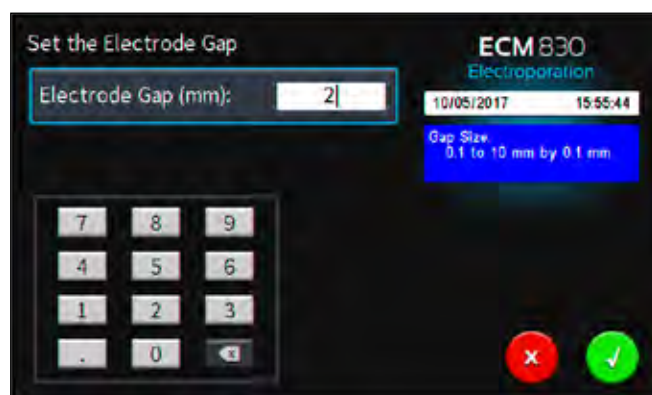 Set the Electrode Gap
Electrode Gap (mm): 2
ECM 830
Electroporation
10/05/2017 15:55:44
Gap Size:
0.1 to 10 mm by 0.1 mm
7 8 9
4 5 6
1 2 3
. 0